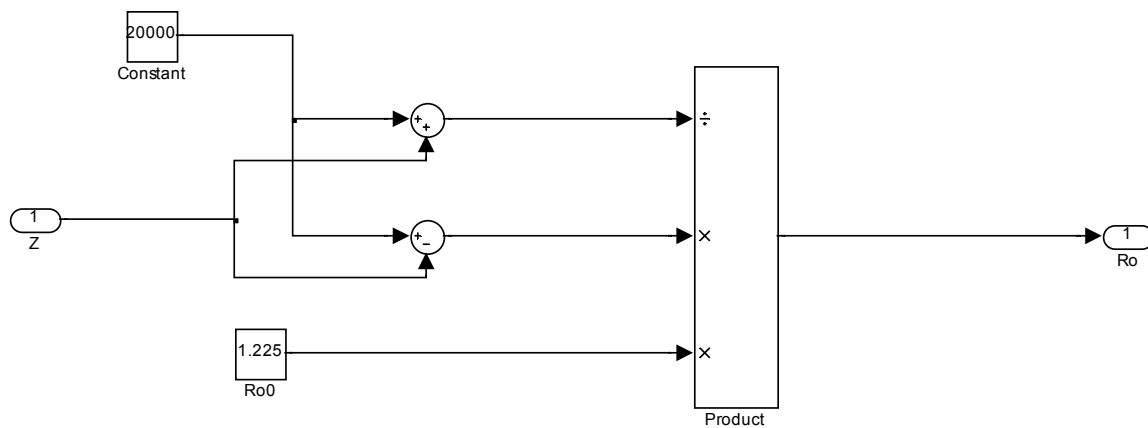 20000
Constant
+
+
÷
1
Z
+
−
×
1
Ro
1.225
×
Ro0
Product